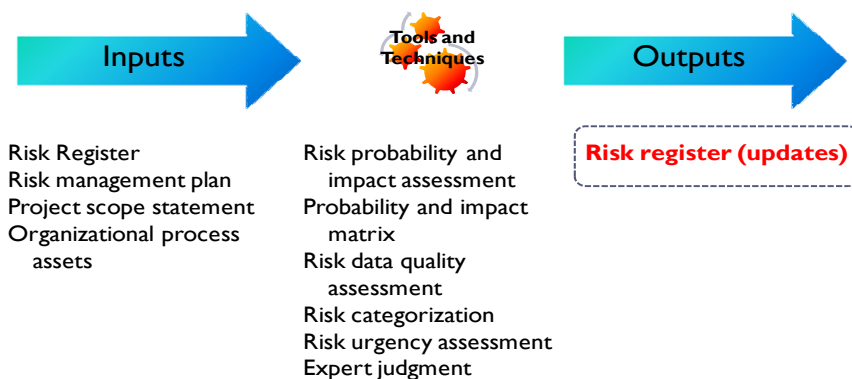 Inputs
Tools and
Techniques
Outputs
Risk Register
Risk management plan
Project scope statement
Organizational process
assets
Risk probability and
impact assessment
Probability and impact
matrix
Risk data quality
assessment
Risk categorization
Risk urgency assessment
Expert judgment
Risk register (updates)